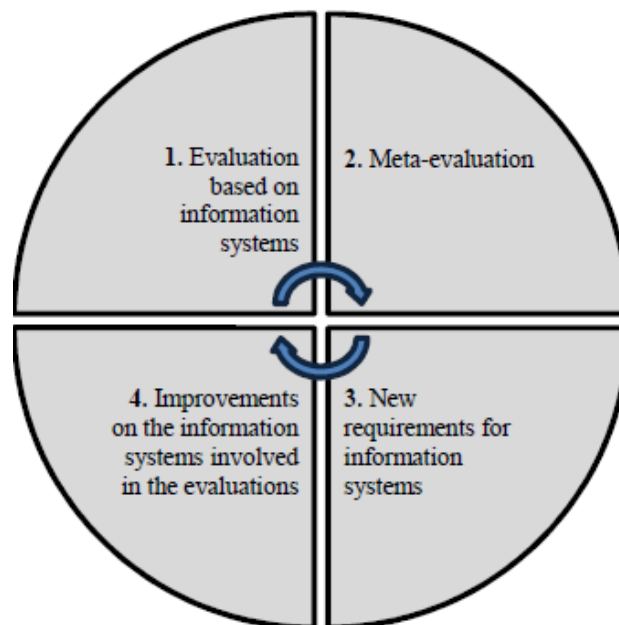 1. Evaluation
based on
information
systems
2. Meta-evaluation
4. Improvements
on the information
systems involved
in the evaluations
3. New
requirements for
information
systems